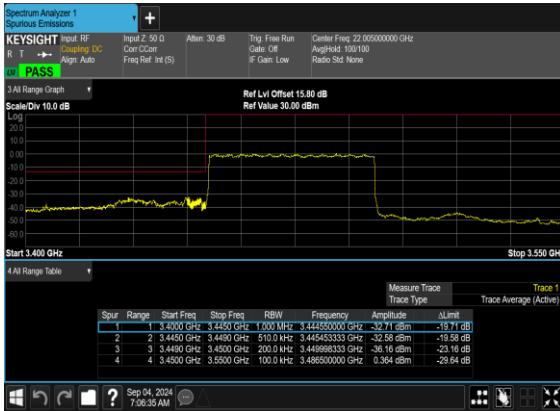 Spectrum Analyzer 1
Spurious Emissions
+
KEYSIGHT Input: RF Input Z: 50 Ω Atten: 30 dB Trig: Free Run Center Freq: 22.005000000 GHz
R T Coupling: DC Corr CCorr Gate: Off Avg|Hold: 100/100
Align: Auto Freq Ref: Int (S) IF Gain: Low Radio Std: None
LXI PASS
3 All Range Graph
Ref Lvl Offset 15.80 dB
Scale/Div 10.0 dB Ref Value 30.00 dBm
Log
20.0
10.0
0.00
-10.0
-20.0
-30.0
-40.0
-50.0
-60.0
Start 3.400 GHz Stop 3.550 GH
4 All Range Table
Measure Trace Trace 1
Trace Type Trace Average (Active)
Spur Range Start Freq Stop Freq RBW Frequency Amplitude ΔLimit
1 1 3.4000 GHz 3.4450 GHz 1.000 MHz 3.444550000 GHz -32.71 dBm -19.71 dB
2 2 3.4450 GHz 3.4490 GHz 510.0 kHz 3.445453333 GHz -32.58 dBm -19.58 dB
3 3 3.4490 GHz 3.4500 GHz 200.0 kHz 3.449998333 GHz -36.16 dBm -23.16 dB
4 4 3.4500 GHz 3.5500 GHz 100.0 kHz 3.486500000 GHz 0.364 dBm -29.64 dB
?
Sep 04, 2024
7:06:35 AM